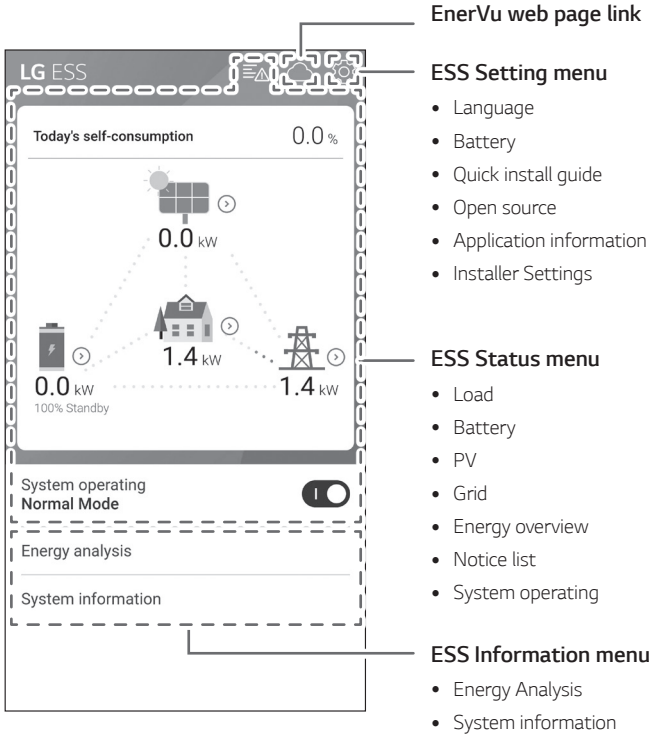 EnerVu web page link
LG ESS
ESS Setting menu
• Language
• Battery
• Quick install guide
• Open source
• Application information
• Installer Settings
Today's self-consumption 0.0 %
0.0 kW
1.4 kW
0.0 kW
100% Standby
1.4 kW
ESS Status menu
• Load
• Battery
• PV
• Grid
• Energy overview
• Notice list
• System operating
System operating
Normal Mode
Energy analysis
System information
ESS Information menu
• Energy Analysis
• System information